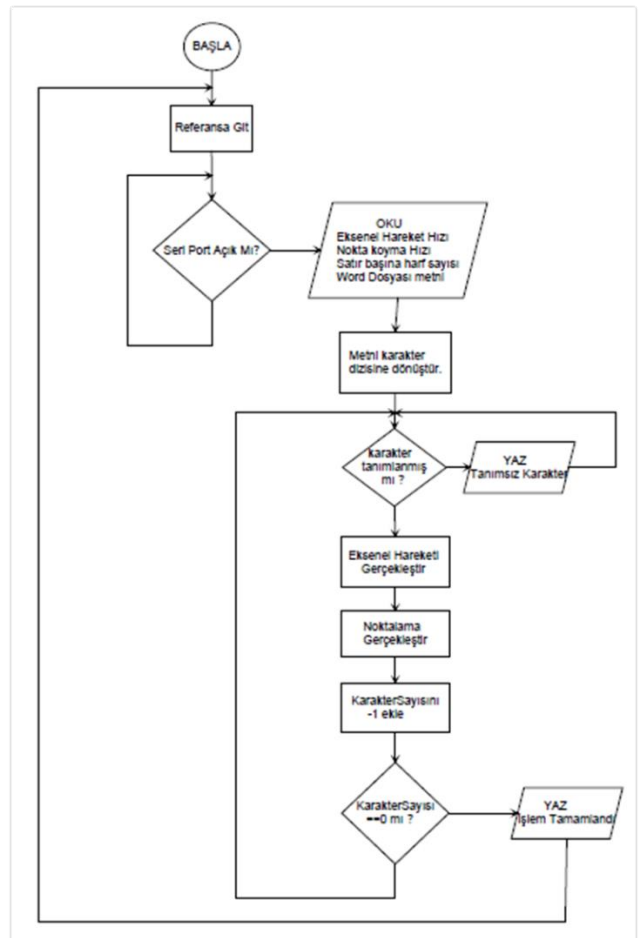 BAŞLA
Referansa Git
Seri Port Açık Mı?
OKU
Eksenel Hareket Hızı
Nokta koyma Hızı
Satır başına harf sayısı
Word Dosyası metni
Metni karakter
dizisine dönüştür.
karakter
tanımlanmış
mı ?
YAZ
Tanımsız Karakter
Eksenel Hareketi
Gerçekleştir
Noktalama
Gerçekleştir
KarakterSayısını
-1 ekle
KarakterSayısı
==0 mı ?
YAZ
İşlem Tamamlandı